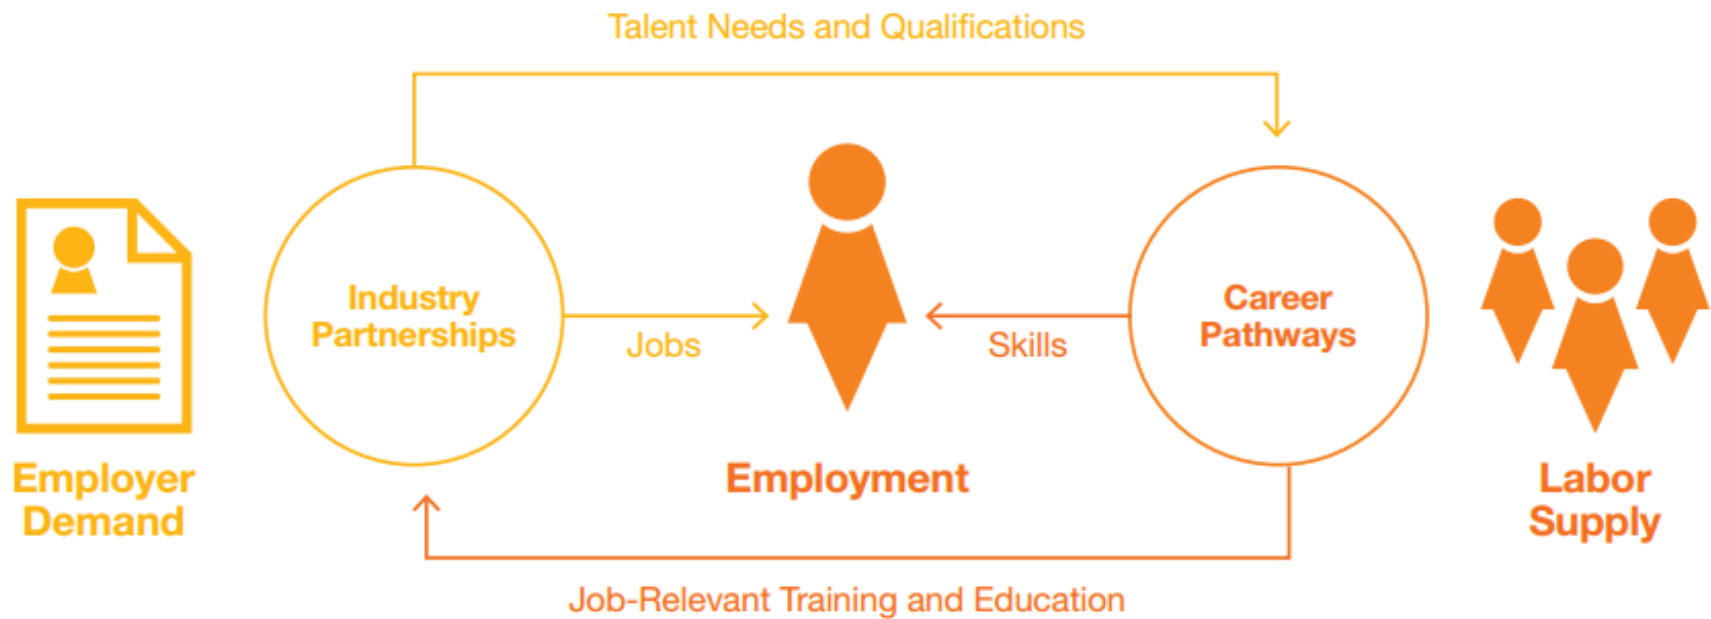 Talent Needs and Qualifications
Employer
Demand
Industry
Partnerships
Jobs
Employment
Skills
Career
Pathways
Labor
Supply
Job-Relevant Training and Education